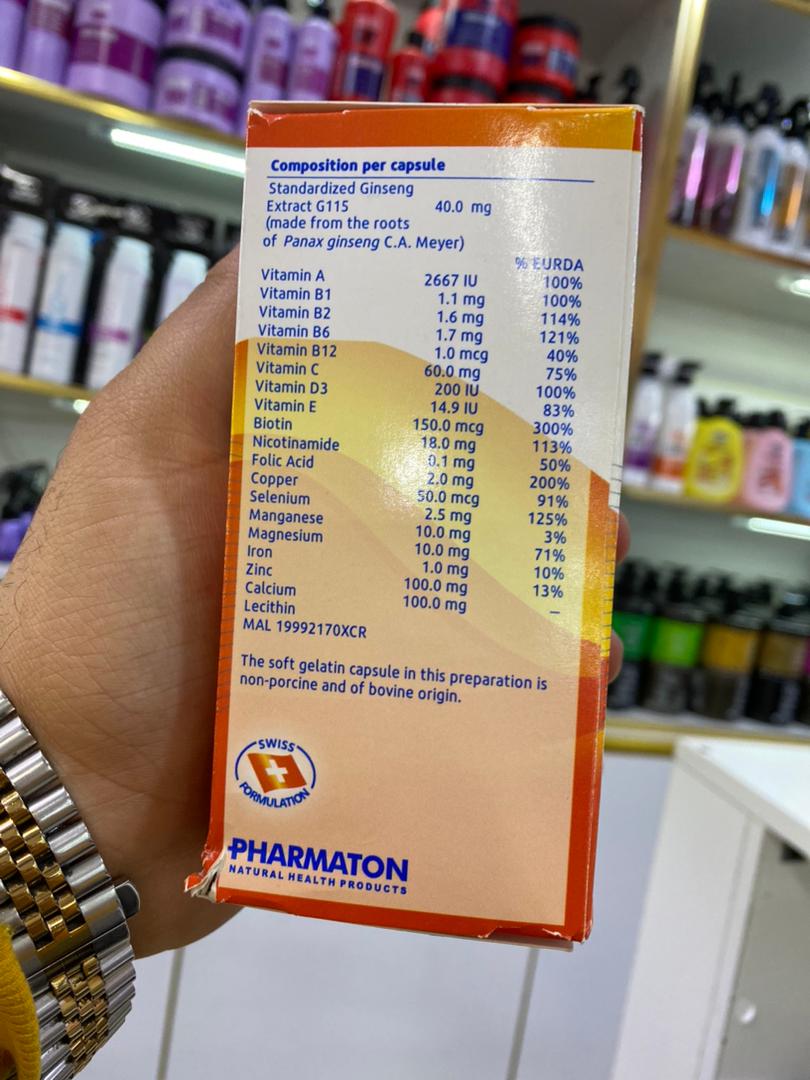 Composition per capsule
Standardized Ginseng
Extract G115 40.0 mg
(made from the roots
of Panax ginseng C.A. Meyer)
% EURDA
Vitamin A 2667 IU 100%
Vitamin B1 1.1 mg 100%
Vitamin B2 1.6 mg 114%
Vitamin B6 1.7 mg 121%
Vitamin B12 1.0 mcg 40%
Vitamin C 60.0 mg 75%
Vitamin D3 200 IU 100%
Vitamin E 14.9 IU 83%
Biotin 150.0 mcg 300%
Nicotinamide 18.0 mg 113%
Folic Acid 0.1 mg 50%
Copper 2.0 mg 200%
Selenium 50.0 mcg 91%
Manganese 2.5 mg 125%
Magnesium 10.0 mg 3%
Iron 10.0 mg 71%
Zinc 1.0 mg 10%
Calcium 100.0 mg 13%
Lecithin 100.0 mg –
MAL 19992170XCR
The soft gelatin capsule in this preparation is
non-porcine and of bovine origin.
SWISS
FORMULATION
PHARMATON
NATURAL HEALTH PRODUCTS